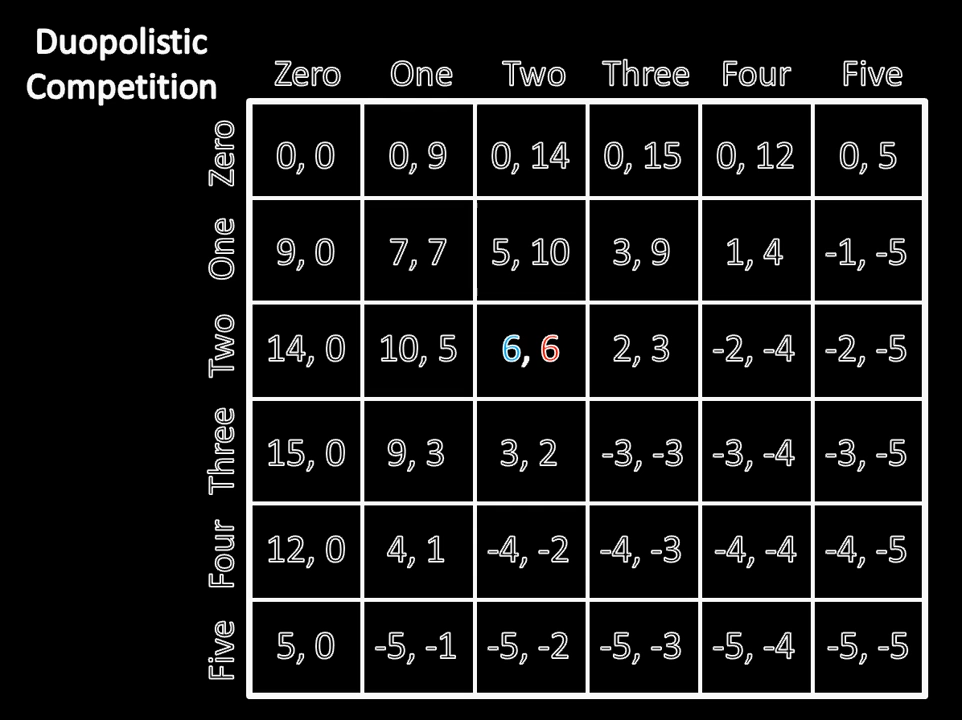 Duopolistic
Competition
Zero One Two Three Four Five
Zero 0, 0 0, 9 0, 14 0, 15 0, 12 0, 5
One 9, 0 7, 7 5, 10 3, 9 1, 4 -1, -5
Two 14, 0 10, 5 6, 6 2, 3 -2, -4 -2, -5
Three 15, 0 9, 3 3, 2 -3, -3 -3, -4 -3, -5
Four 12, 0 4, 1 -4, -2 -4, -3 -4, -4 -4, -5
Five 5, 0 -5, -1 -5, -2 -5, -3 -5, -4 -5, -5